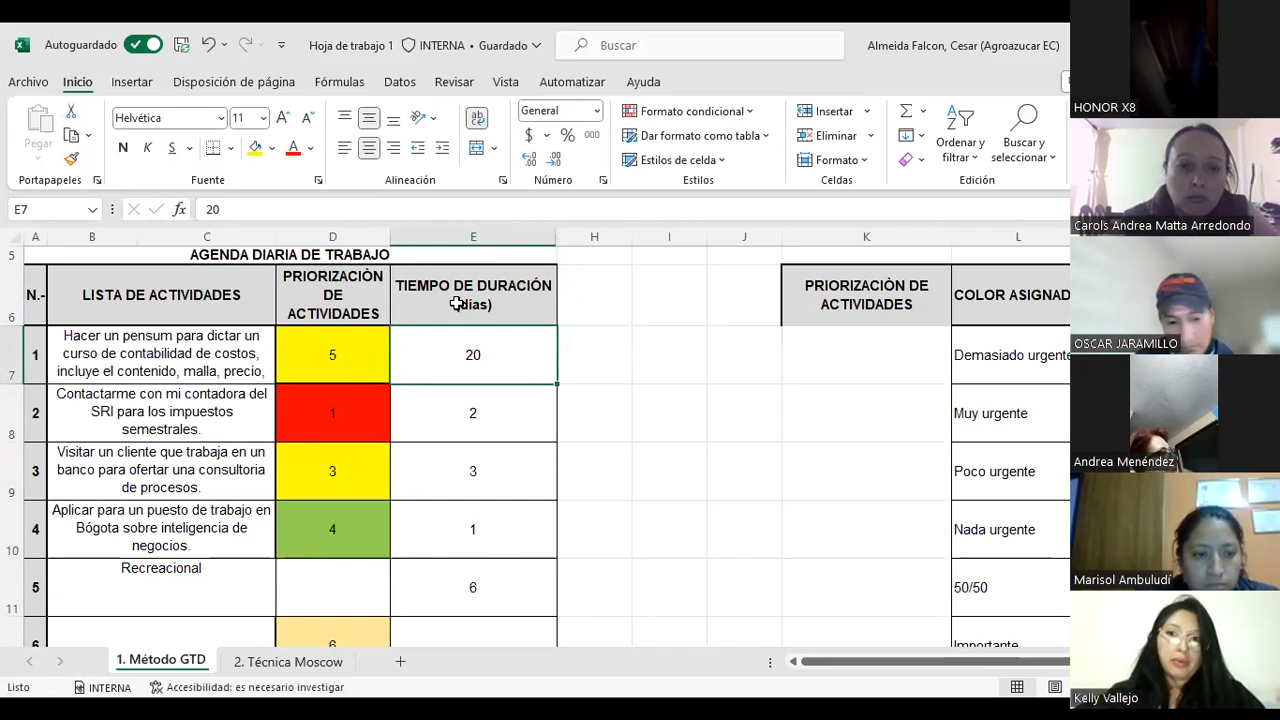 Autoguardado
Hoja de trabajo 1
INTERNA • Guardado
Buscar
Almeida Falcon, Cesar (Agroazucar EC)
Archivo
Inicio
Insertar
Disposición de página
Fórmulas
Datos
Revisar
Vista
Automatizar
Ayuda
Pegar
Portapapeles
Helvética
11
N
K
S
Fuente
Alineación
General
$
%
000
Número
Formato condicional
Dar formato como tabla
Estilos de celda
Estilos
Insertar
Eliminar
Formato
Celdas
Ordenar y
filtrar
Buscar y
seleccionar
Edición
E7
20
A
B
C
D
E
H
I
J
K
L
5
AGENDA DIARIA DE TRABAJO
6
N.-
LISTA DE ACTIVIDADES
PRIORIZACIÒN
DE
ACTIVIDADES
TIEMPO DE DURACIÓN
días)
PRIORIZACIÒN DE
ACTIVIDADES
COLOR ASIGNAD
7
1
Hacer un pensum para dictar un
curso de contabilidad de costos,
incluye el contenido, malla, precio,
5
20
Demasiado urgente
8
2
Contactarme con mi contadora del
SRI para los impuestos
semestrales.
1
2
Muy urgente
9
3
Visitar un cliente que trabaja en un
banco para ofertar una consultoria
de procesos.
3
3
Poco urgente
10
4
Aplicar para un puesto de trabajo en
Bógota sobre inteligencia de
negocios.
4
1
Nada urgente
11
5
Recreacional
6
50/50
6
6
Importante
1. Método GTD
2. Técnica Moscow
Listo
INTERNA
Accesibilidad: es necesario investigar
HONOR X8
Carols Andrea Matta Arredondo
OSCAR JARAMILLO
Andrea Menéndez
Marisol Ambuludí
Kelly Vallejo